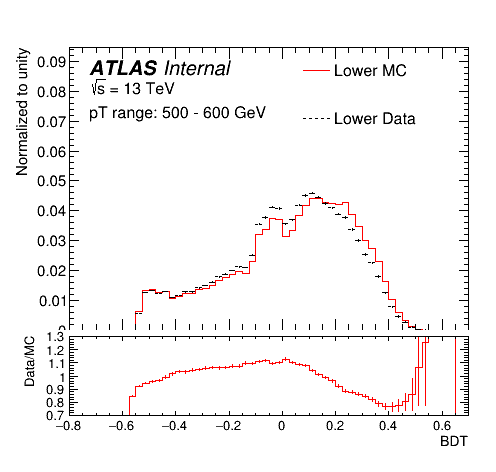 ATLAS Internal
√s = 13 TeV
pT range: 500 - 600 GeV
Lower MC
Lower Data
Normalized to unity
0.09
0.08
0.07
0.06
0.05
0.04
0.03
0.02
0.01
0
Data/MC
1.3
1.2
1.1
1
0.9
0.8
0.7
−0.8 −0.6 −0.4 −0.2 0 0.2 0.4 0.6
BDT